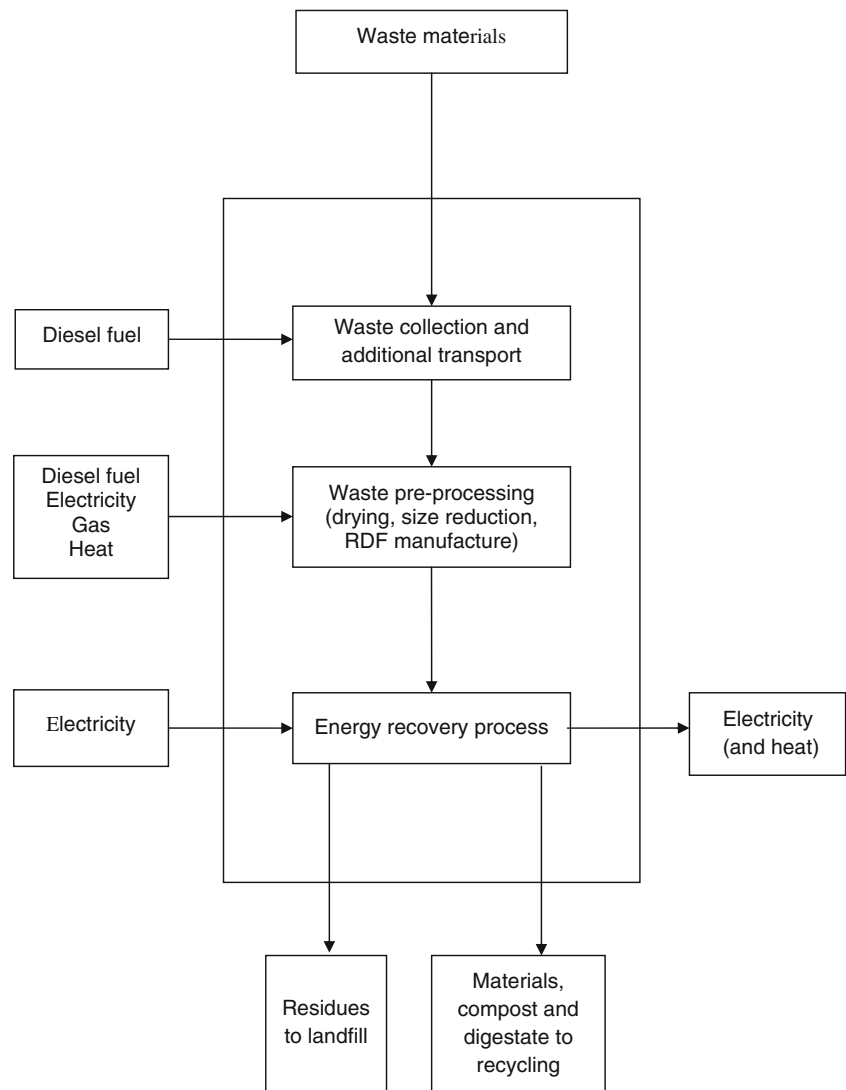 Waste materials
Diesel fuel
Waste collection and
additional transport
Diesel fuel
Electricity
Gas
Heat
Waste pre-processing
(drying, size reduction,
RDF manufacture)
Electricity
Energy recovery process
Electricity
(and heat)
Residues
to landfill
Materials,
compost and
digestate to
recycling